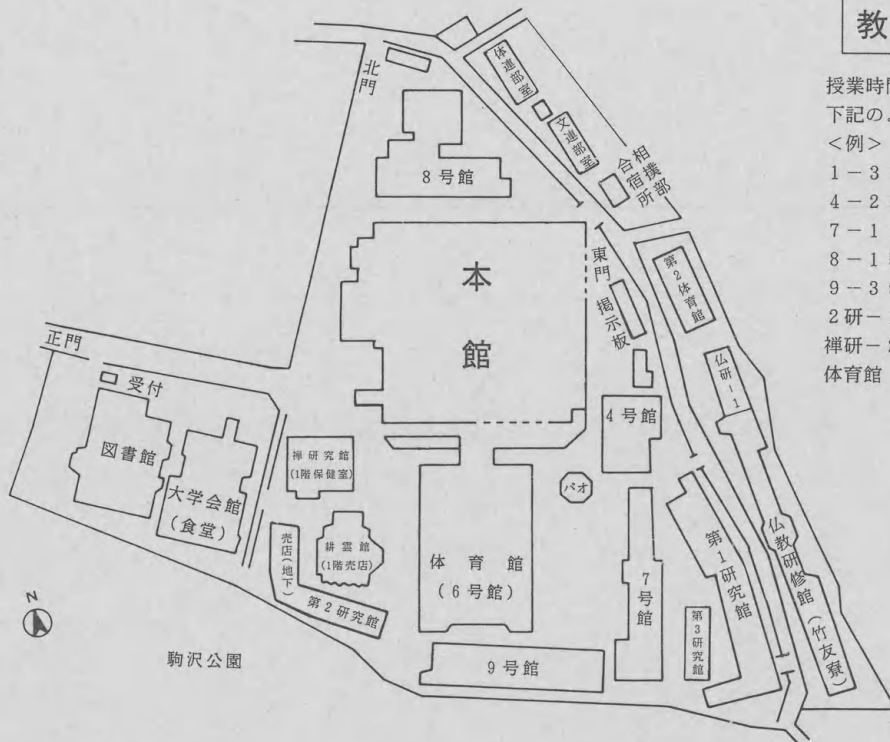 教
授業時間
下記の
<例>
1-3
4-2
7-1
8-1
9-3
2研-
禅研-2
体育館
北門
体連部室
文連部室
相撲部
合宿所
8号館
本館
東門
掲示板
第2体育館
仏研-1
正門
受付
図書館
大学会館
(食堂)
禅研究館
(1階保健室)
4号館
パオ
売店(地下)
耕雲館
(1階売店)
第2研究館
体育館
(6号館)
7号館
第1研究館
第3研究館
仏教研修館(竹友寮)
9号館
N
駒沢公園